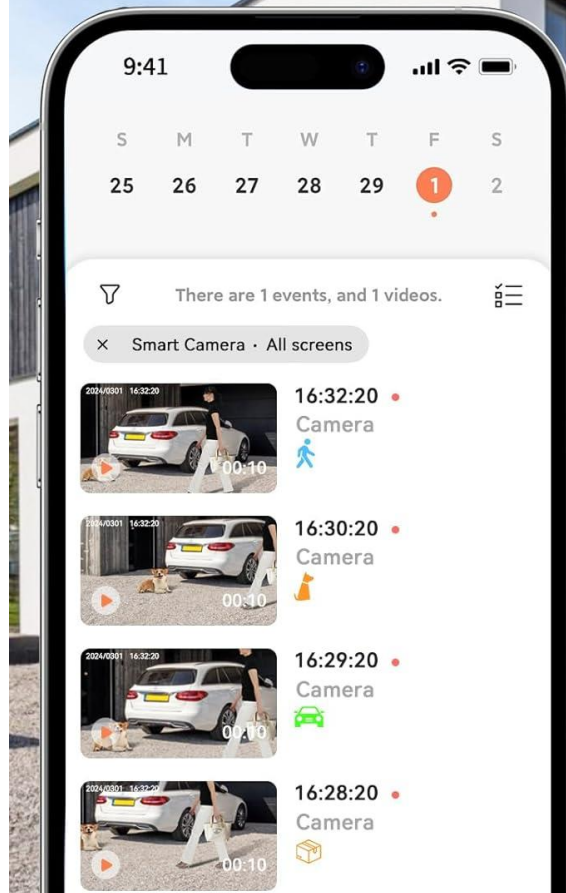 9:41
S M T W T F S
25 26 27 28 29 1 2
There are 1 events, and 1 videos.
× Smart Camera · All screens
2024/0301 16:32:20
00:10
16:32:20
Camera
2024/0301 16:32:20
00:10
16:30:20
Camera
2024/0301 16:32:20
00:10
16:29:20
Camera
2024/0301 16:32:20
00:10
16:28:20
Camera